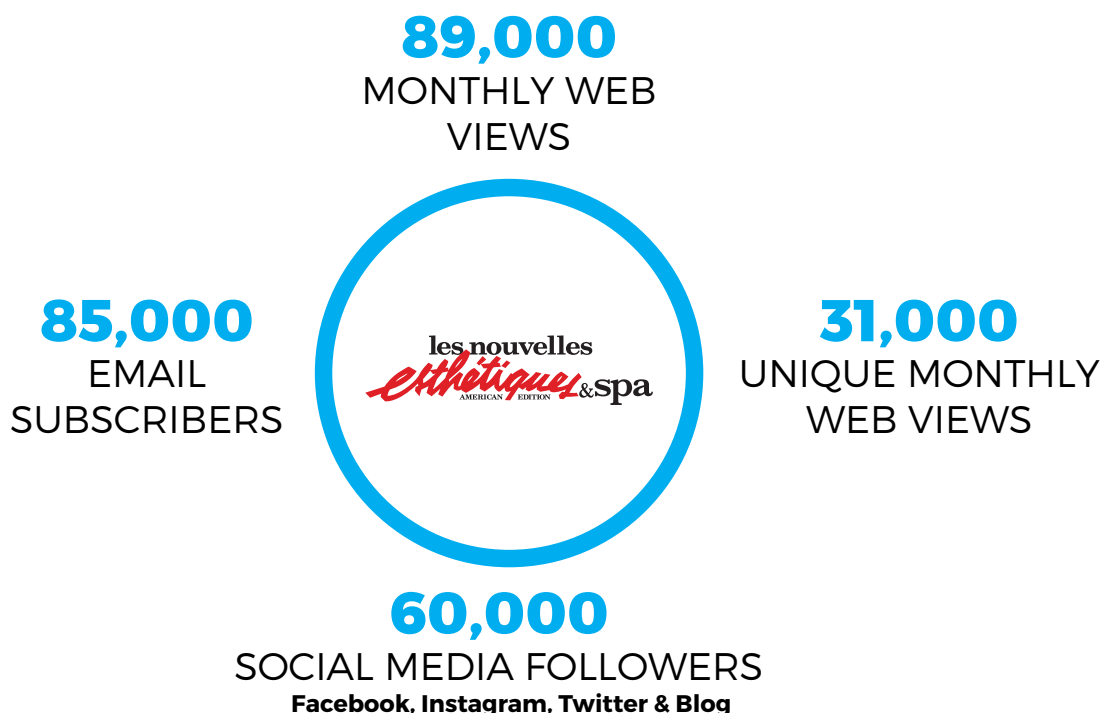 89,000
MONTHLY WEB
VIEWS
85,000
EMAIL
SUBSCRIBERS
les nouvelles
esthétiques &spa
AMERICAN EDITION
31,000
UNIQUE MONTHLY
WEB VIEWS
60,000
SOCIAL MEDIA FOLLOWERS
Facebook, Instagram, Twitter & Blog